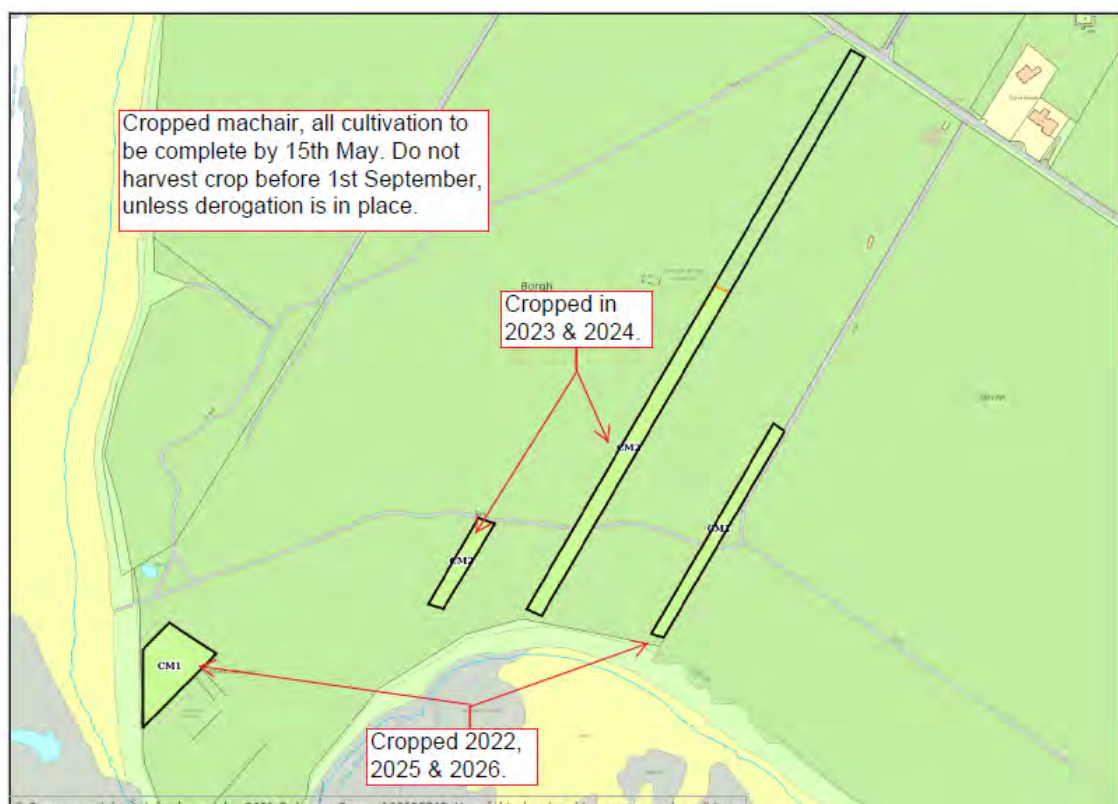 Cropped machair, all cultivation to
be complete by 15th May. Do not
harvest crop before 1st September,
unless derogation is in place.
Borgh
Cropped in
2023 & 2024.
CM2
CM1
CM2
CM1
Cropped 2022,
2025 & 2026.